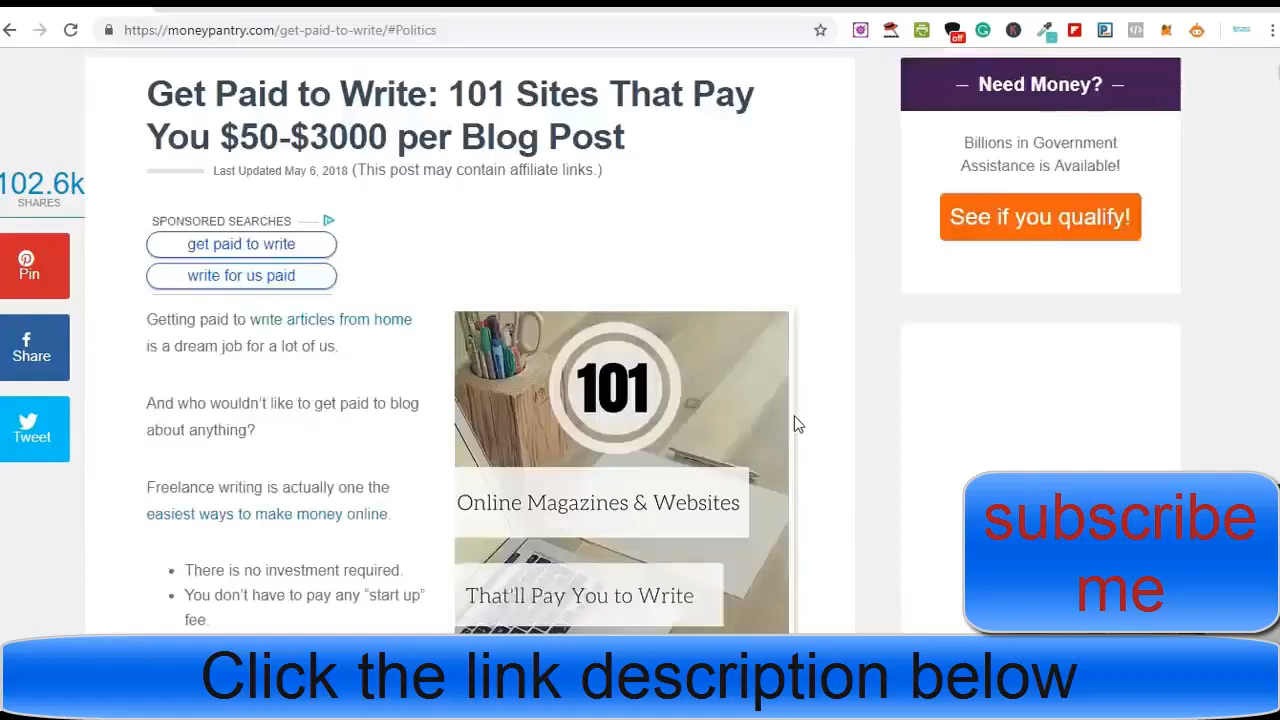 https://moneypantry.com/get-paid-to-write/#Politics
off
Get Paid to Write: 101 Sites That Pay
You $50-$3000 per Blog Post
Last Updated May 6, 2018 (This post may contain affiliate links.)
102.6k
SHARES
Pin
Share
Tweet
SPONSORED SEARCHES
get paid to write
write for us paid
Getting paid to write articles from home
is a dream job for a lot of us.
And who wouldn't like to get paid to blog
about anything?
Freelance writing is actually one the
easiest ways to make money online.
• There is no investment required.
• You don't have to pay any “start up”
fee.
101
Online Magazines & Websites
That'll Pay You to Write
— Need Money? —
Billions in Government
Assistance is Available!
See if you qualify!
subscribe
me
Click the link description below